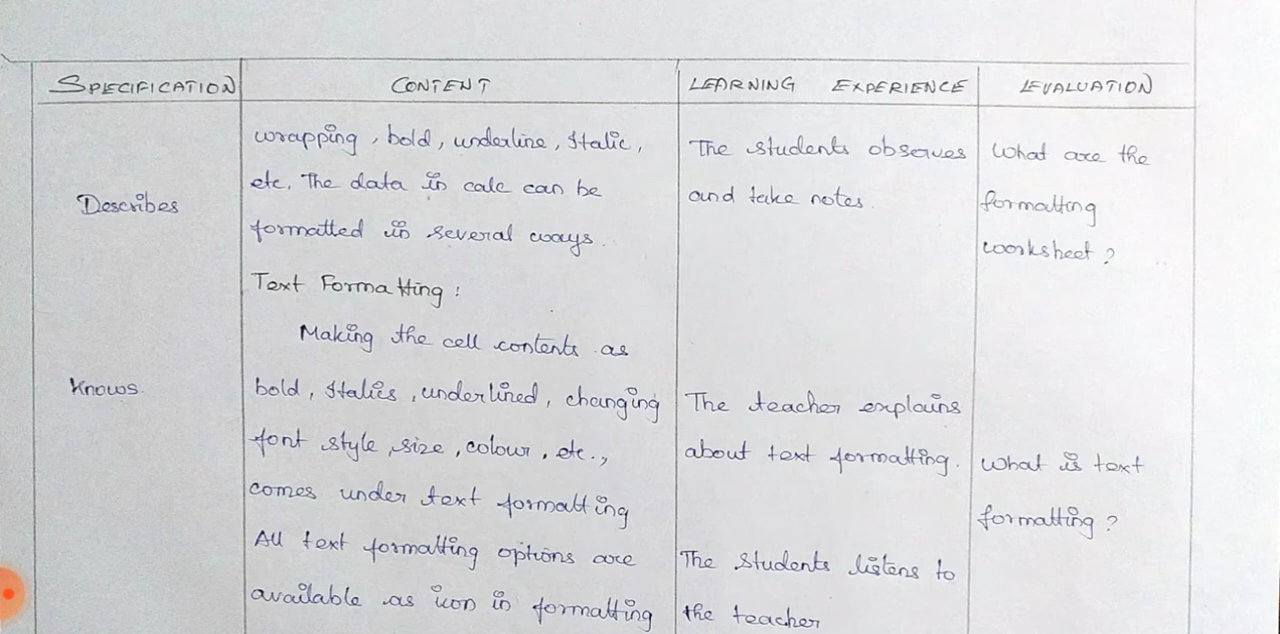 SPECIFICATION CONTENT LEARNING EXPERIENCE EVALUATION
Describes
Knows.
wrapping, bold, underline, Italic,
etc. The data in calc can be
formatted in several ways.
Text Formatting:
Making the cell contents as
bold, Italics, underlined, changing
font style, size, colour, etc.,
comes under text formatting
All text formatting options are
available as icon in formatting
The students observes
and take notes.
The teacher explains
about text formatting.
The students listens to
the teacher
What are the
formatting
worksheet?
What is text
formatting?